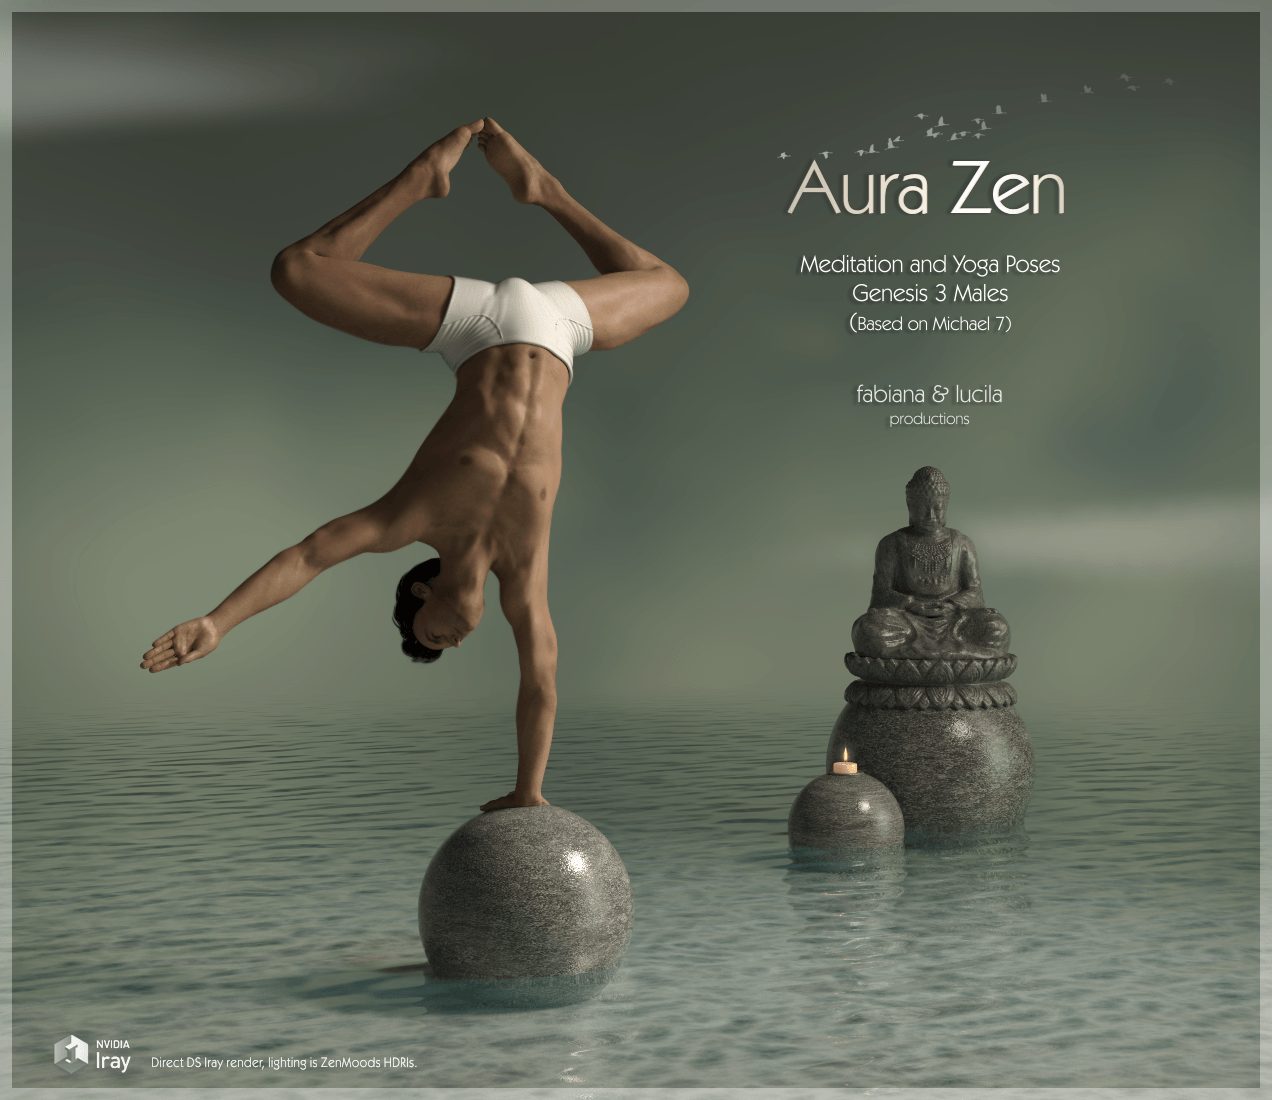 Aura Zen
Meditation and Yoga Poses
Genesis 3 Males
(Based on Michael 7)
fabiana & lucila
productions
NVIDIA
Iray
Direct DS Iray render, lighting is ZenMoods HDRIs.